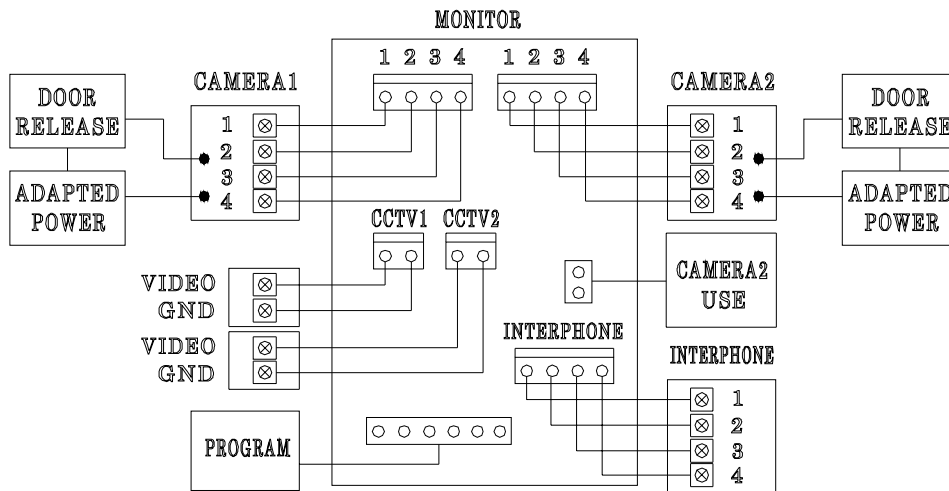 MONITOR
1 2 3 4
1 2 3 4
CAMERA1
1
2
3
4
DOOR
RELEASE
ADAPTED
POWER
CAMERA2
1
2
3
4
DOOR
RELEASE
ADAPTED
POWER
CCTV1
CCTV2
VIDEO
GND
VIDEO
GND
CAMERA2
USE
INTERPHONE
INTERPHONE
1
2
3
4
PROGRAM